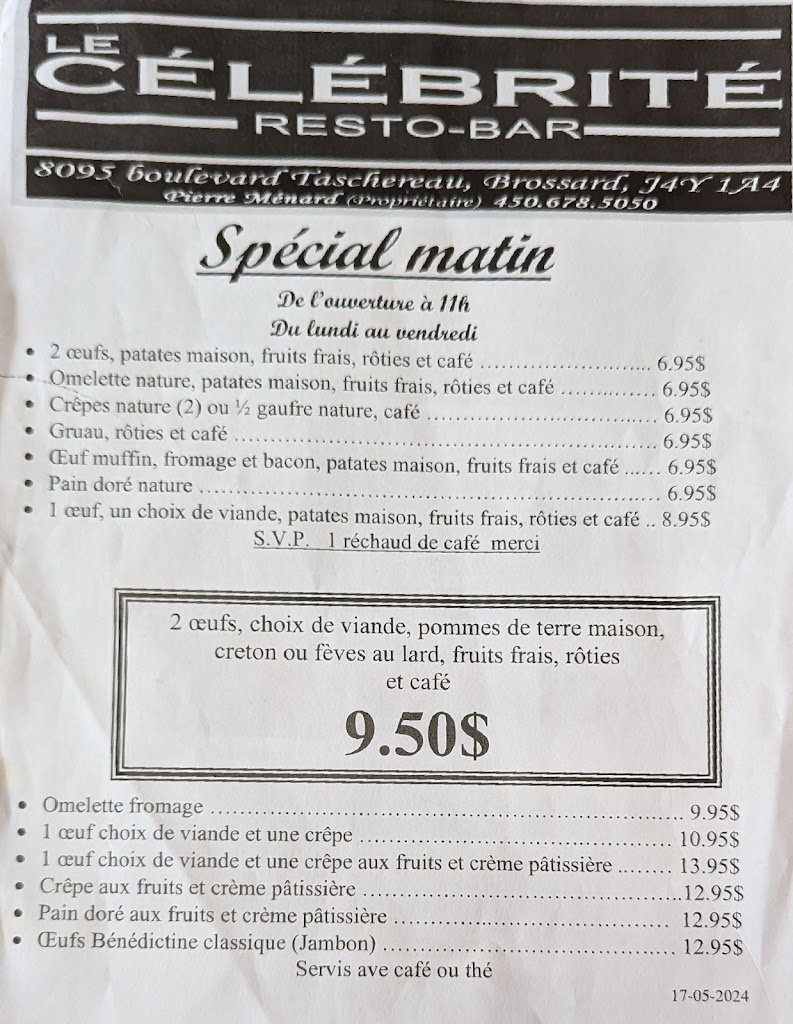 LE
CÉLÉBRITÉ
RESTO-BAR
8095 boulevard Taschereau, Brossard, J4Y 1A4
Pierre Ménard (Propriétaire) 450.678.5050
Spécial matin
De l'ouverture à 11h
Du lundi au vendredi
• 2 œufs, patates maison, fruits frais, rôties et café ............................ 6.95$
• Omelette nature, patates maison, fruits frais, rôties et café ............... 6.95$
• Crêpes nature (2) ou ½ gaufre nature, café ...................................... 6.95$
• Gruau, rôties et café ...................................................................... 6.95$
• Œuf muffin, fromage et bacon, patates maison, fruits frais et café ...... 6.95$
• Pain doré nature ............................................................................ 6.95$
• 1 œuf, un choix de viande, patates maison, fruits frais, rôties et café .. 8.95$
S.V.P. 1 réchaud de café merci
2 œufs, choix de viande, pommes de terre maison,
creton ou fèves au lard, fruits frais, rôties
et café
9.50$
• Omelette fromage ............................................................................... 9.95$
• 1 œuf choix de viande et une crêpe .................................................... 10.95$
• 1 œuf choix de viande et une crêpe aux fruits et crème pâtissière ........ 13.95$
• Crêpe aux fruits et crème pâtissière .................................................... 12.95$
• Pain doré aux fruits et crème pâtissière .............................................. 12.95$
• Œufs Bénédictine classique (Jambon) ................................................ 12.95$
Servis ave café ou thé
17-05-2024